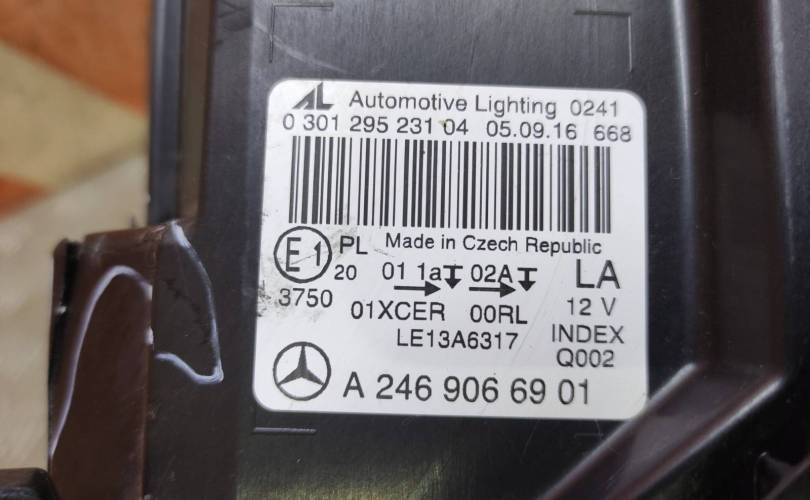 AL Automotive Lighting 0241
0 301 295 231 04 05.09.16 668
E1 PL Made in Czech Republic
20 01 1a 02A LA
3750 01XCER 00RL 12 V
LE13A6317 INDEX
Q002
A 246 906 69 01